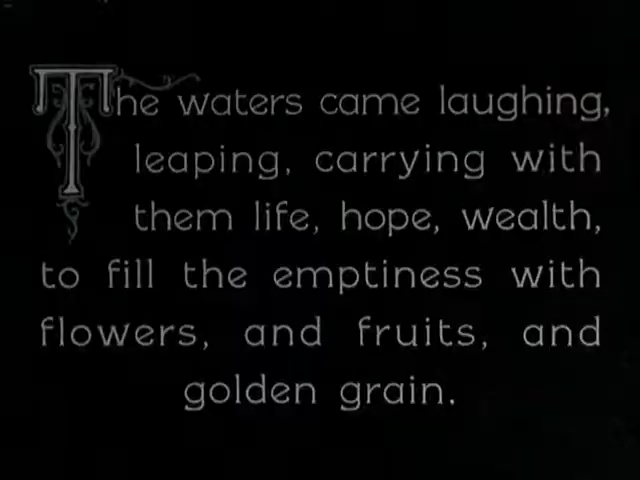 The waters came laughing,
leaping, carrying with
them life, hope, wealth,
to fill the emptiness with
flowers, and fruits, and
golden grain.